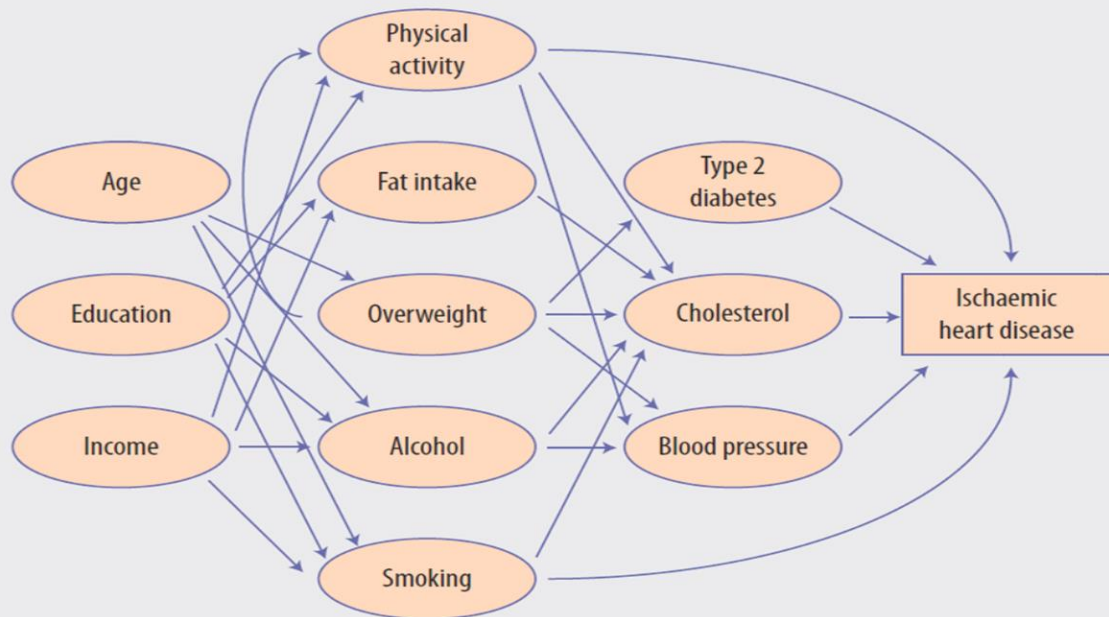 Physical
activity
Age
Fat intake
Type 2
diabetes
Education
Overweight
Cholesterol
Ischaemic
heart disease
Income
Alcohol
Blood pressure
Smoking